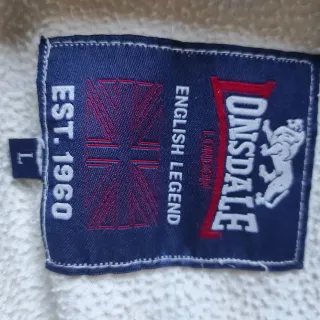 LONSDALE
LONDON
ENGLISH LEGEND
EST. 1960
L